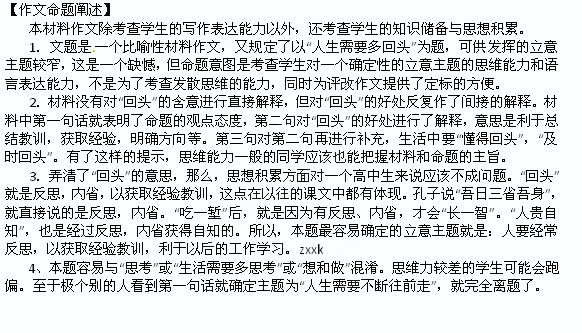 【作文命题阐述】
本材料作文除考查学生的写作表达能力以外，还考查学生的知识储备与思想积累。
1. 文题是一个比喻性材料作文，又规定了以“人生需要多回头”为题，可供发挥的立意
主题较窄，这是一个缺憾，但命题意图是考查学生对一个确定性的立意主题的思维能力和语
言表达能力，不是为了考查发散思维的能力，同时为评改作文提供了定标的方便。
2. 材料没有对“回头”的含意进行直接解释，但对“回头”的好处反复作了间接的解释。材
料中第一句话就表明了命题的观点态度，第二句对“回头”的好处进行了解释，意思是利于总
结教训，获取经验，明确方向等。第三句对第二句再进行补充，生活中要“懂得回头”，“及
时回头”。有了这样的提示，思维能力一般的同学应该也能把握材料和命题的主旨。
3. 弄清了“回头”的意思，那么，思想积累方面对一个高中生来说应该不成问题。“回头”
就是反思，内省，以获取经验教训，这点在以往的课文中都有体现。孔子说“吾日三省吾身”，
就直接说的是反思，内省。“吃一堑”后，就是因为有反思、内省，才会“长一智”。“人贵自
知”，也是经过反思，内省获得自知的。所以，本题最容易确定的立意主题就是：人要经常
反思，以获取经验教训，利于以后的工作学习。zxxk
4、本题容易与“思考”或“生活需要多思考”或“想和做”混淆。思维力较差的学生可能会跑
偏。至于极个别的人看到第一句话就确定主题为“人生需要不断往前走”，就完全离题了。